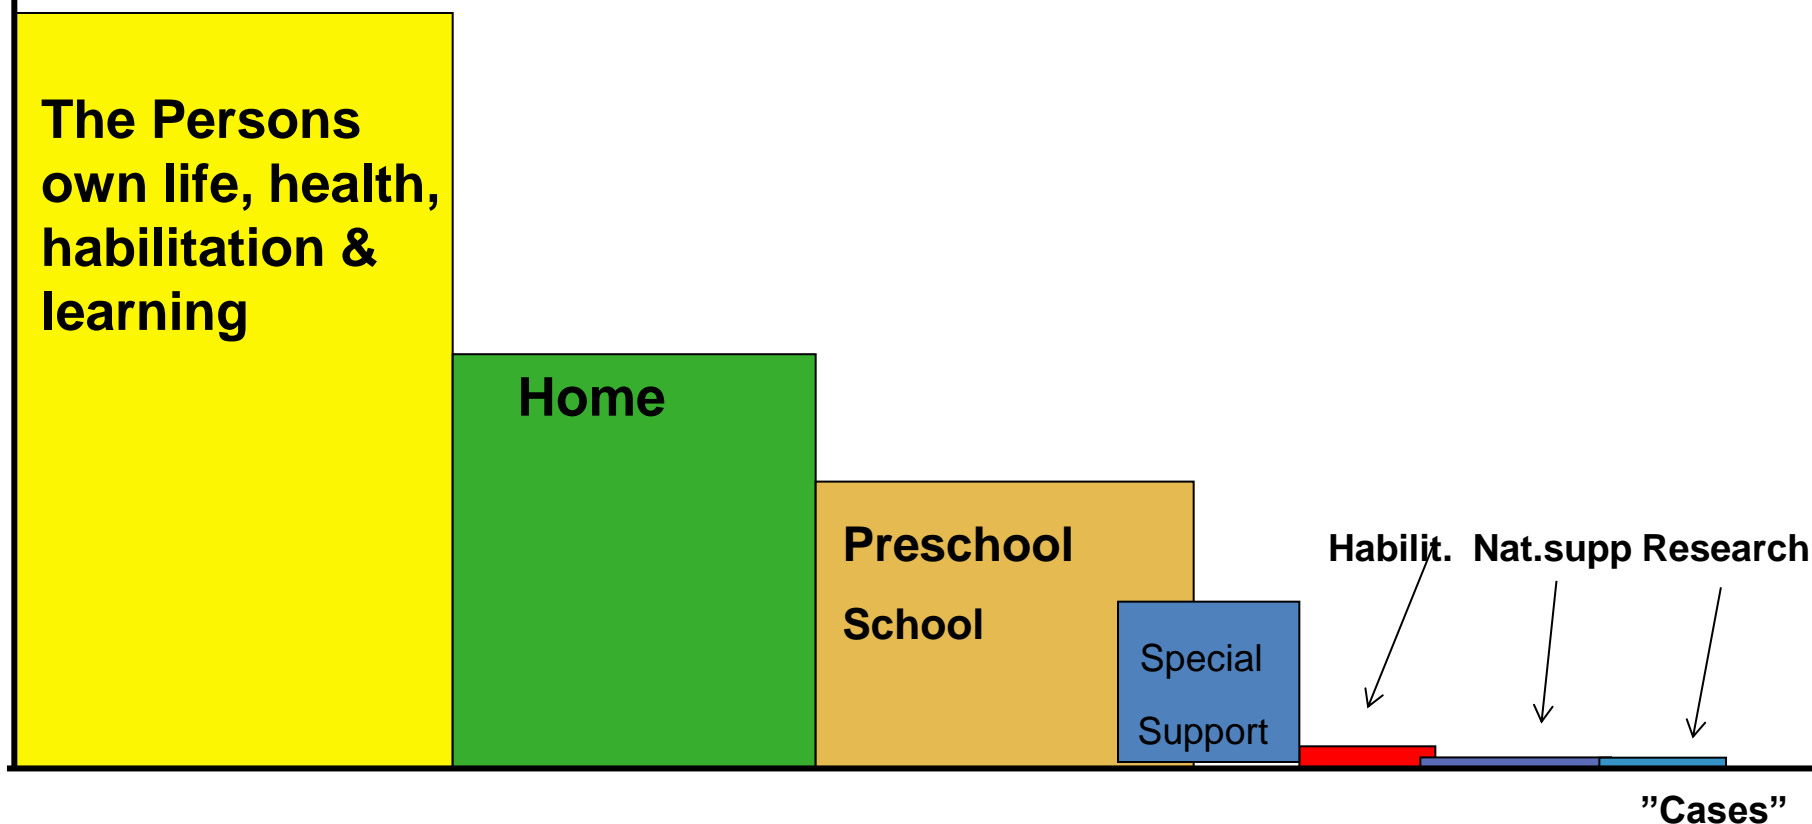 The Persons
own life, health,
habilitation &
learning
Home
Preschool
School
Special
Support
Habilit. Nat.supp Research
”Cases”